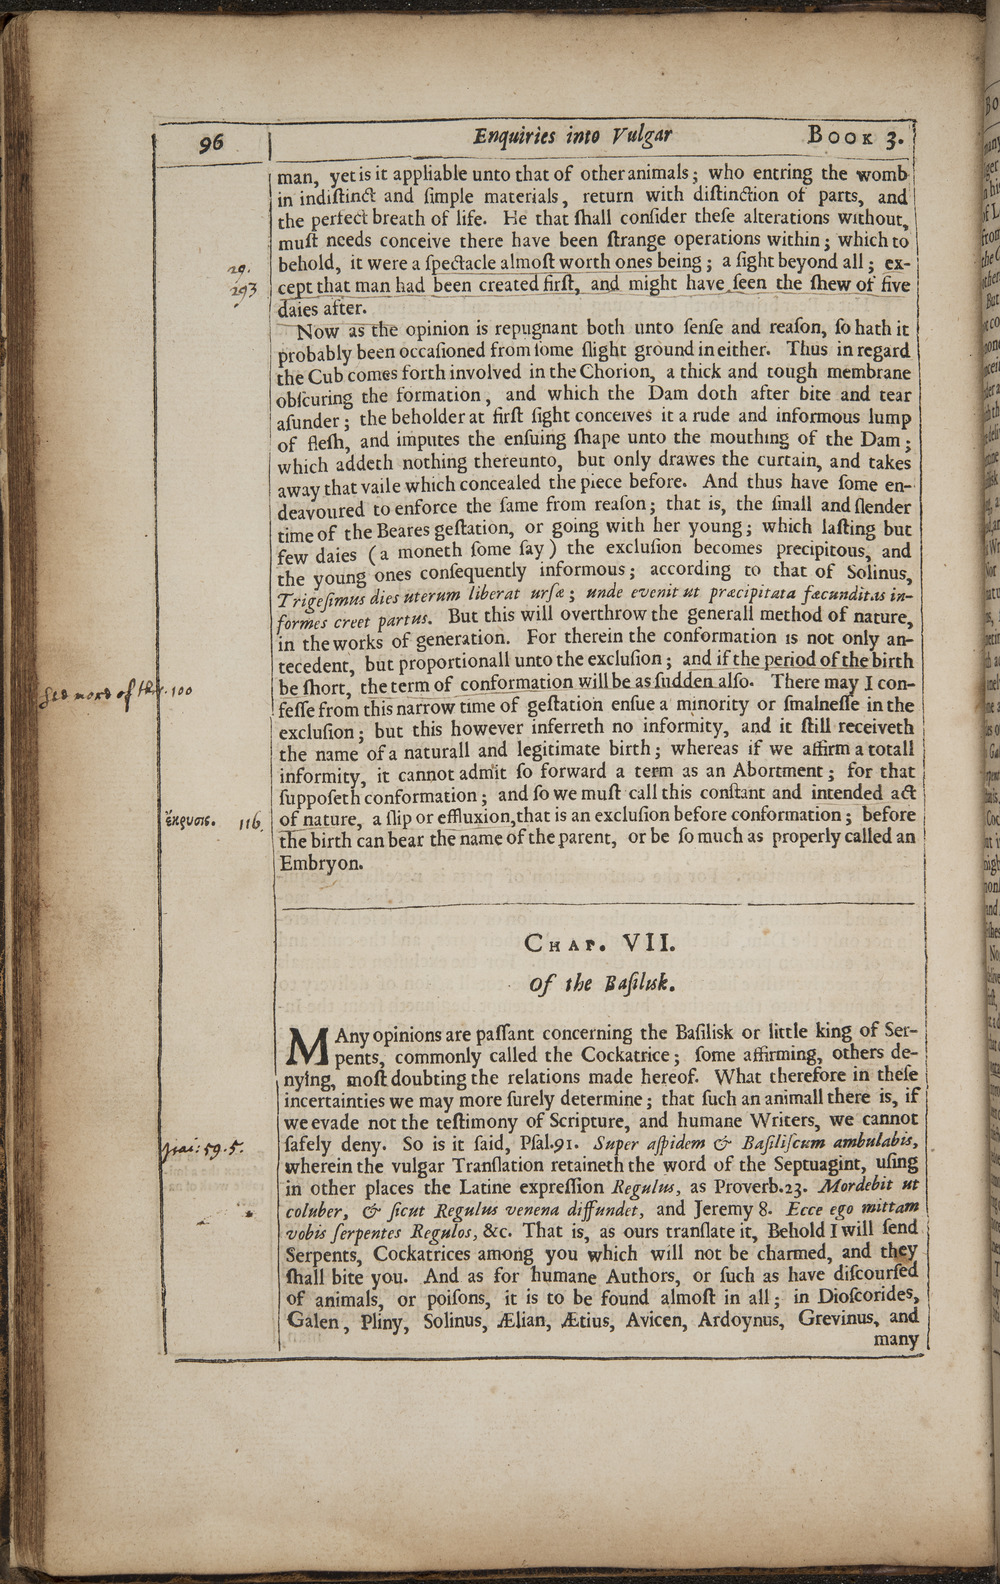 96 Enquiries into Vulgar Book 3.
man, yet is it appliable unto that of other animals; who entring the womb
in indiſtinct and ſimple materials, return with diſtinction of parts, and
the perfect breath of life. He that ſhall conſider theſe alterations without,
muſt needs conceive there have been ſtrange operations within; which to
behold, it were a ſpectacle almoſt worth ones being; a ſight beyond all; ex-
29.
193
cept that man had been created firſt, and might have ſeen the ſhew of five
daies after.
Now as the opinion is repugnant both unto ſenſe and reaſon, ſo hath it
probably been occaſioned from ſome ſlight ground in either. Thus in regard
the Cub comes forth involved in the Chorion, a thick and tough membrane
obſcuring the formation, and which the Dam doth after bite and tear
aſunder; the beholder at firſt ſight conceives it a rude and informous lump
of fleſh, and imputes the enſuing ſhape unto the mouthing of the Dam;
which addeth nothing thereunto, but only drawes the curtain, and takes
away that vaile which concealed the piece before. And thus have ſome en-
deavoured to enforce the ſame from reaſon; that is, the ſmall and ſlender
time of the Beares geſtation, or going with her young; which laſting but
few daies (a moneth ſome ſay) the excluſion becomes precipitous, and
the young ones conſequently informous; according to that of Solinus,
Trigeſimus dies uterum liberat urſæ; unde evenit ut præcipitata fæcunditas in-
formes creet partus. But this will overthrow the generall method of nature,
in the works of generation. For therein the conformation is not only an-
tecedent, but proportionall unto the excluſion; and if the period of the birth
more of 100
be ſhort, the term of conformation will be as ſudden alſo. There may I con-
feſſe from this narrow time of geſtation enſue a minority or ſmalneſſe in the
excluſion; but this however inferreth no informity, and it ſtill receiveth
the name of a naturall and legitimate birth; whereas if we affirm a totall
informity, it cannot admit ſo forward a term as an Abortment; for that
ſuppoſeth conformation; and ſo we muſt call this conſtant and intended act
ἔκρυσις. 116.
of nature, a ſlip or effluxion, that is an excluſion before conformation; before
the birth can bear the name of the parent, or be ſo much as properly called an
Embryon.
Chap. VII.
Of the Baſilisk.
MAny opinions are paſſant concerning the Baſilisk or little king of Ser-
pents, commonly called the Cockatrice; ſome affirming, others de-
nying, moſt doubting the relations made hereof. What therefore in theſe
incertainties we may more ſurely determine; that ſuch an animall there is, if
we evade not the teſtimony of Scripture, and humane Writers, we cannot
jsai: 59. 5.
ſafely deny. So is it ſaid, Pſal.91. Super aſpidem & Baſiliſcum ambulabis,
wherein the vulgar Tranſlation retaineth the word of the Septuagint, uſing
in other places the Latine expreſſion Regulus, as Proverb.23. Mordebit ut
coluber, & ſicut Regulus venena diffundet, and Jeremy 8. Ecce ego mittam
vobis ſerpentes Regulos, &c. That is, as ours tranſlate it, Behold I will ſend
Serpents, Cockatrices among you which will not be charmed, and they
ſhall bite you. And as for humane Authors, or ſuch as have diſcourſed
of animals, or poiſons, it is to be found almoſt in all; in Dioſcorides,
Galen, Pliny, Solinus, Ælian, Ætius, Avicen, Ardoynus, Grevinus, and
many